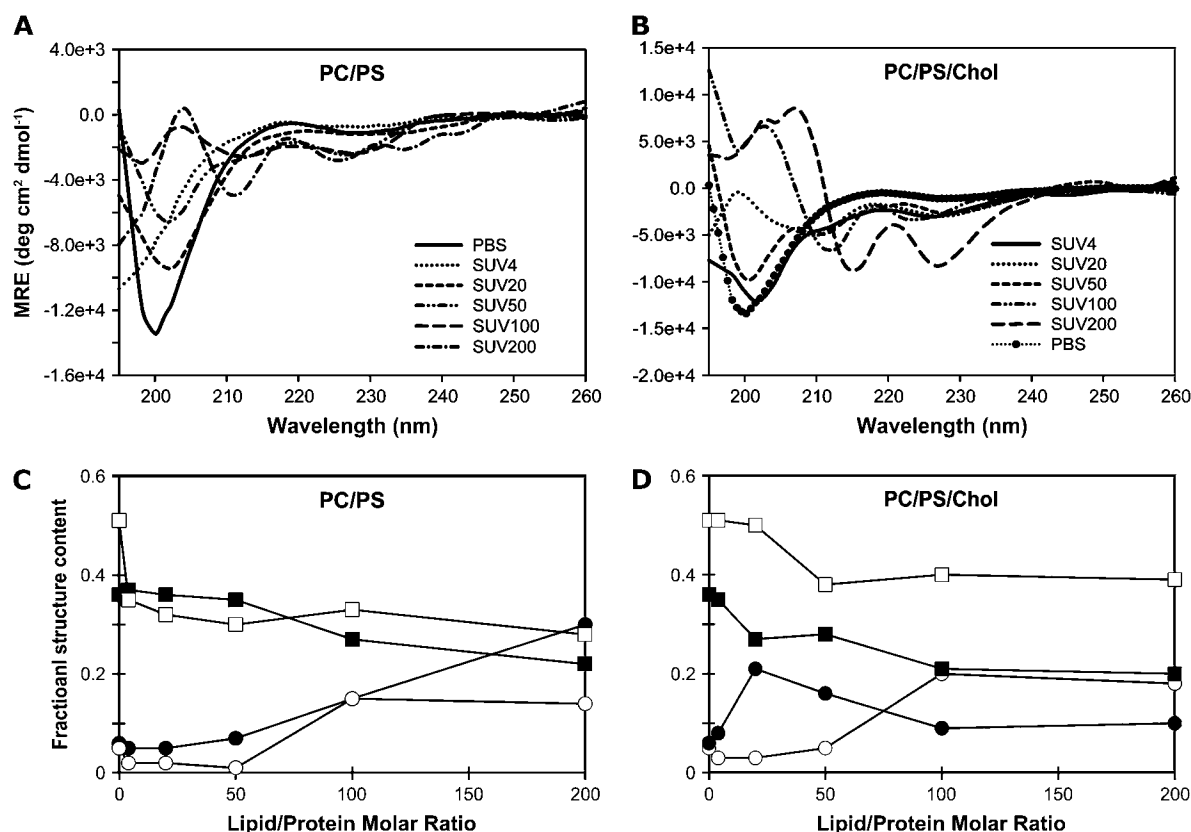 A
PC/PS
4.0e+3
0.0
-4.0e+3
-8.0e+3
-1.2e+4
-1.6e+4
MRE (deg cm² dmol⁻¹)
PBS
SUV4
SUV20
SUV50
SUV100
SUV200
200 210 220 230 240 250 260
Wavelength (nm)
B
PC/PS/Chol
1.5e+4
1.0e+4
5.0e+3
0.0
-5.0e+3
-1.0e+4
-1.5e+4
-2.0e+4
SUV4
SUV20
SUV50
SUV100
SUV200
PBS
200 210 220 230 240 250 260
Wavelength (nm)
C
PC/PS
0.6
0.4
0.2
0
Fractioanl structure content
0 50 100 150 200
Lipid/Protein Molar Ratio
D
PC/PS/Chol
0.6
0.4
0.2
0
0 50 100 150 200
Lipid/Protein Molar Ratio